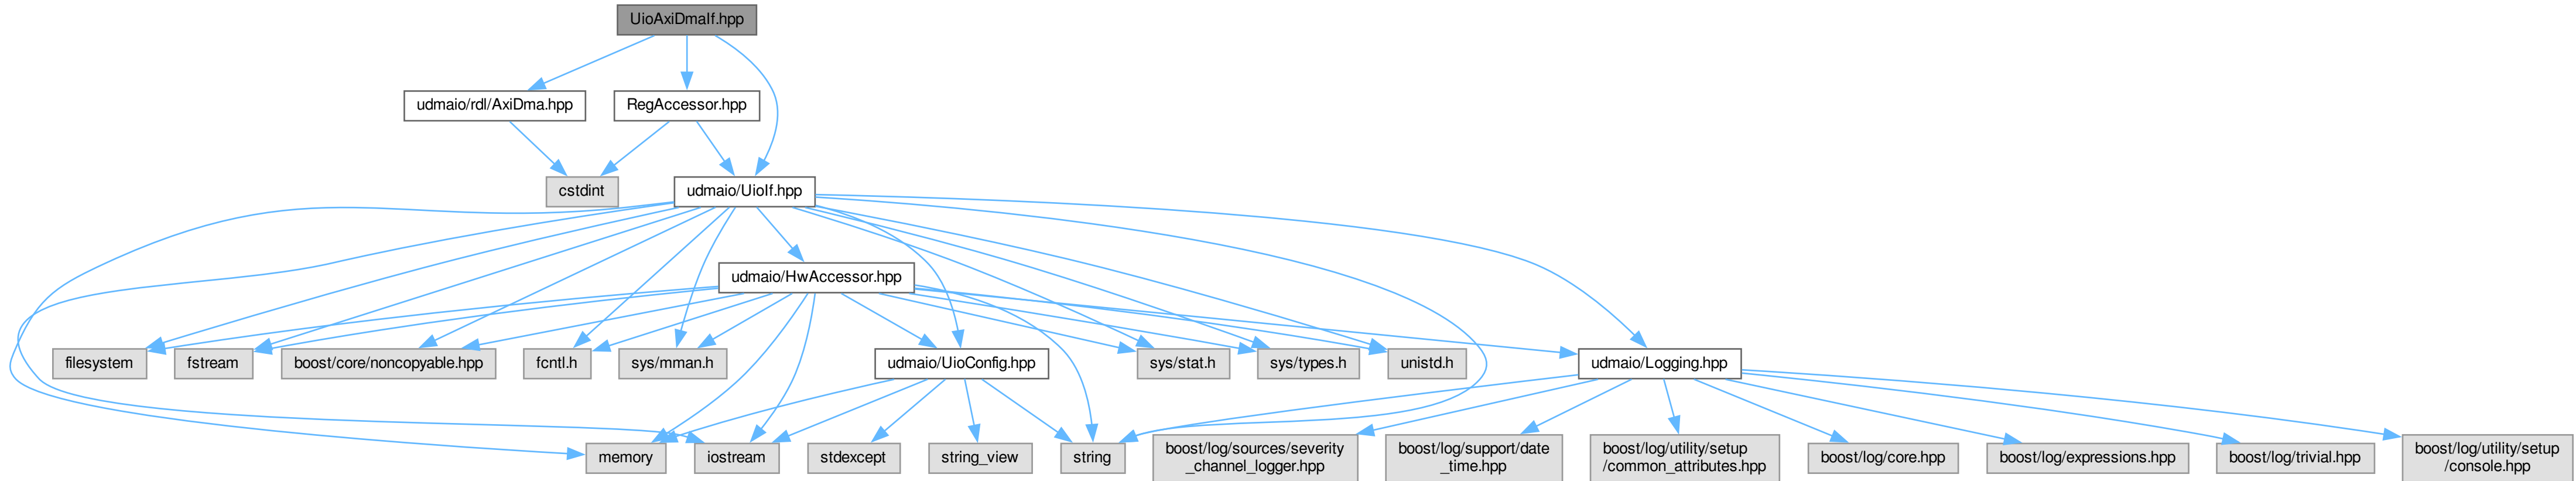 UioAxiDmaIf.hpp
udmaio/rdl/AxiDma.hpp
RegAccessor.hpp
cstdint
udmaio/UioIf.hpp
udmaio/HwAccessor.hpp
filesystem
fstream
boost/core/noncopyable.hpp
fcntl.h
sys/mman.h
udmaio/UioConfig.hpp
sys/stat.h
sys/types.h
unistd.h
udmaio/Logging.hpp
memory
iostream
stdexcept
string_view
string
boost/log/sources/severity
_channel_logger.hpp
boost/log/support/date
_time.hpp
boost/log/utility/setup
/common_attributes.hpp
boost/log/core.hpp
boost/log/expressions.hpp
boost/log/trivial.hpp
boost/log/utility/setup
/console.hpp